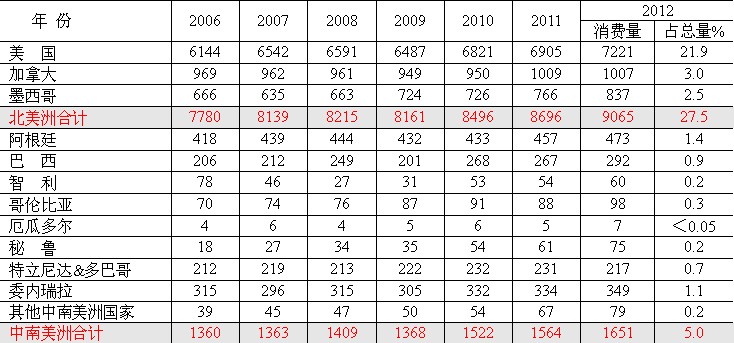 年 份 2006 2007 2008 2009 2010 2011 2012
消费量 占总量%
美 国 6144 6542 6591 6487 6821 6905 7221 21.9
加拿大 969 962 961 949 950 1009 1007 3.0
墨西哥 666 635 663 724 726 766 837 2.5
北美洲合计 7780 8139 8215 8161 8496 8696 9065 27.5
阿根廷 418 439 444 432 433 457 473 1.4
巴 西 206 212 249 201 268 267 292 0.9
智 利 78 46 27 31 53 54 60 0.2
哥伦比亚 70 74 76 87 91 88 98 0.3
厄瓜多尔 4 6 4 5 6 5 7 ＜0.05
秘 鲁 18 27 34 35 54 61 75 0.2
特立尼达&多巴哥 212 219 213 222 232 231 217 0.7
委内瑞拉 315 296 315 305 332 334 349 1.1
其他中南美洲国家 39 45 47 50 54 67 79 0.2
中南美洲合计 1360 1363 1409 1368 1522 1564 1651 5.0